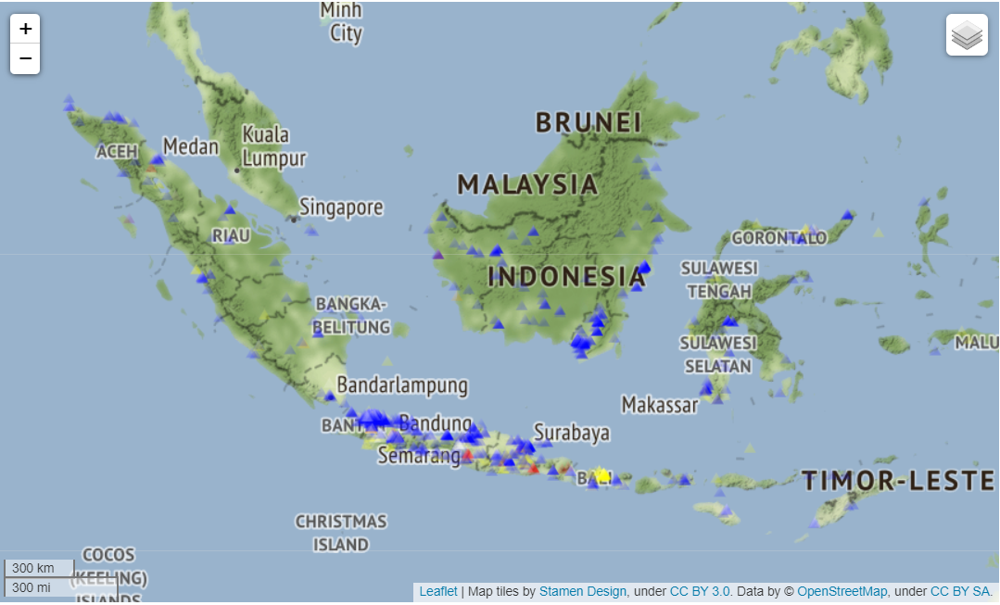 +
−
Minh
City
BRUNEI
Kuala
Lumpur
Medan
ACEH
MALAYSIA
Singapore
RIAU
GORONTALO
INDONESIA
SULAWESI
TENGAH
BANGKA-
BELITUNG
SULAWESI
SELATAN
MALU
Bandarlampung
Makassar
Bandung
Surabaya
Semarang
TIMOR-LESTE
CHRISTMAS
ISLAND
COCOS
(KEELING)
ISLANDS
300 km
300 mi
Leaflet | Map tiles by Stamen Design, under CC BY 3.0. Data by © OpenStreetMap, under CC BY SA.